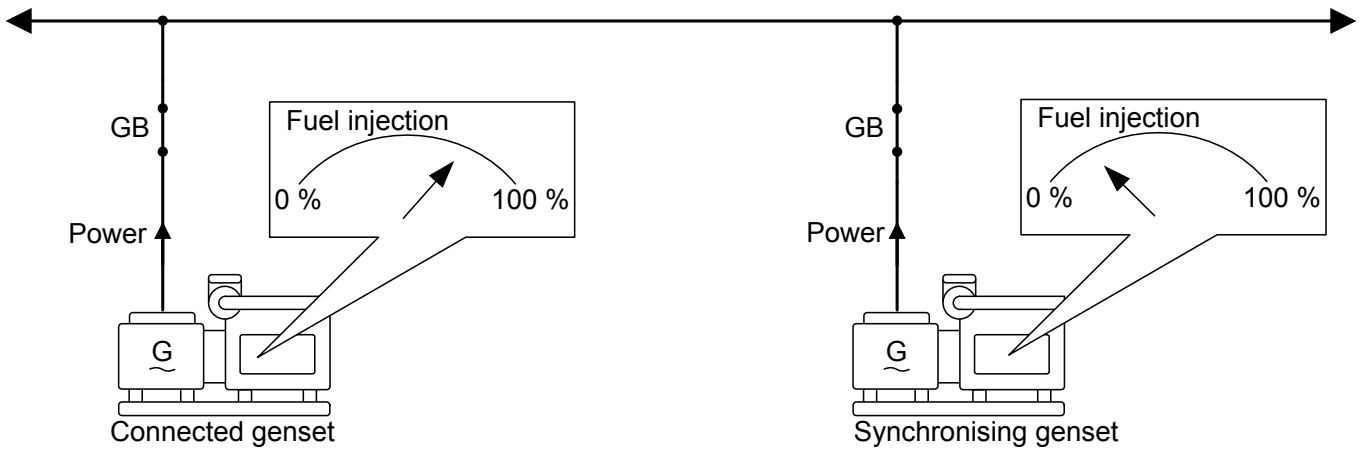 Fuel injection
0 %
100 %
GB
Power
G
Connected genset
Fuel injection
0 %
100 %
GB
Power
G
Synchronising genset